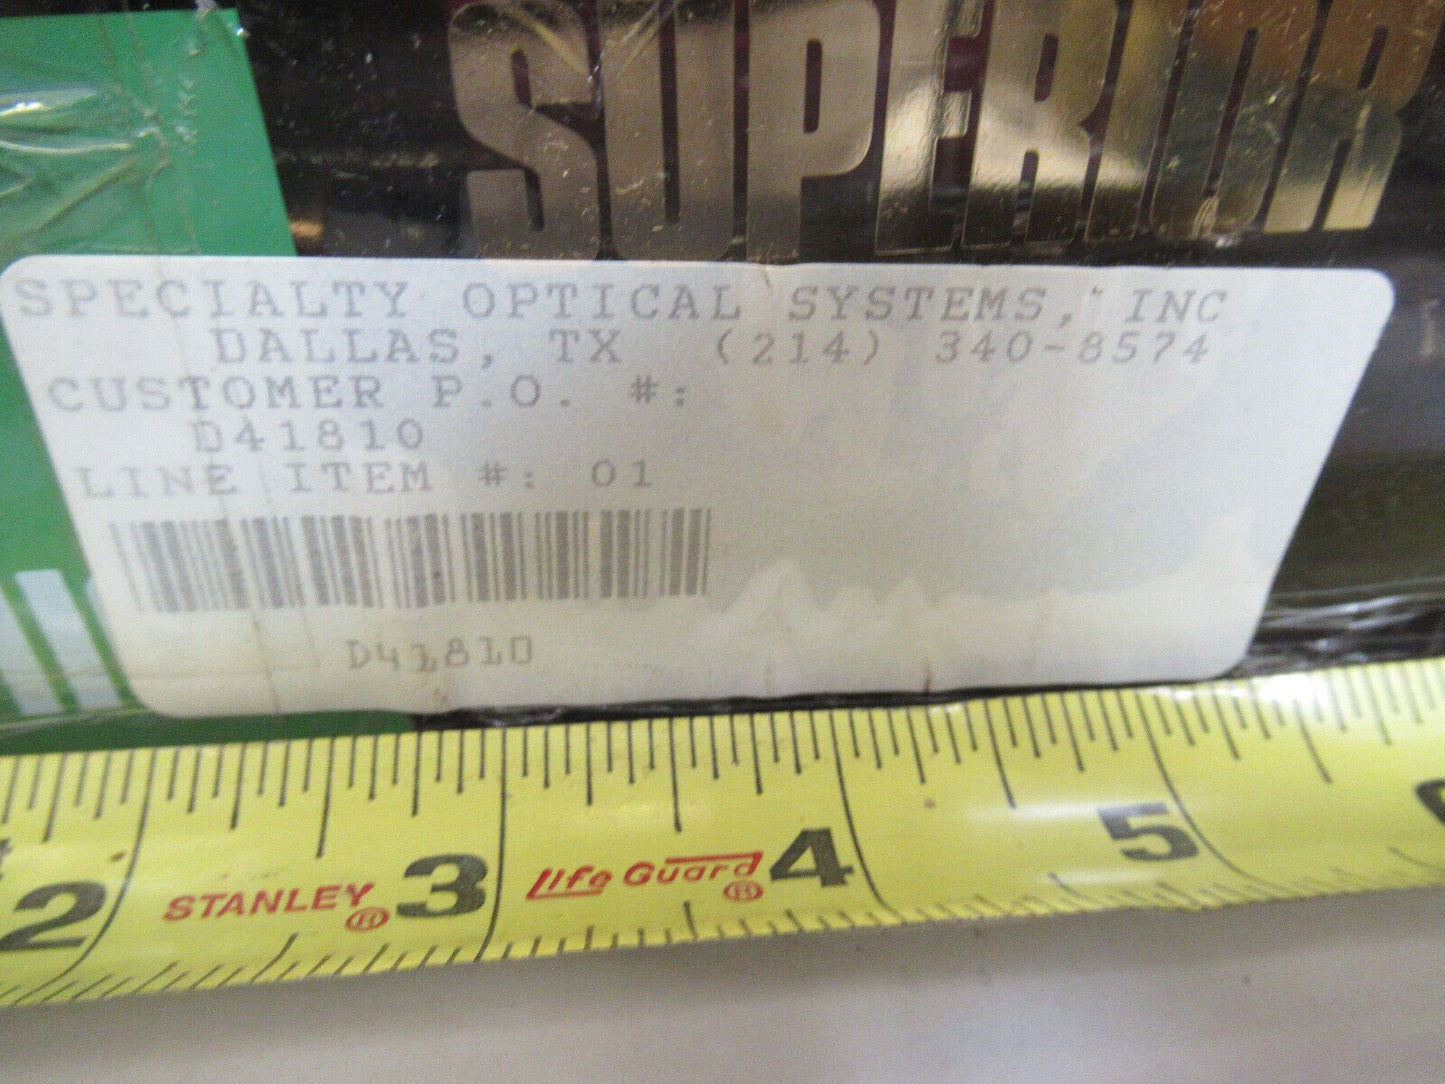 SUPERIOR
SPECIALTY OPTICAL SYSTEMS, INC
DALLAS, TX (214) 340-8574
CUSTOMER P.O. #:
D41810
LINE ITEM #: 01
D41810
2 STANLEY ® 3 Life Guard ® 4 5